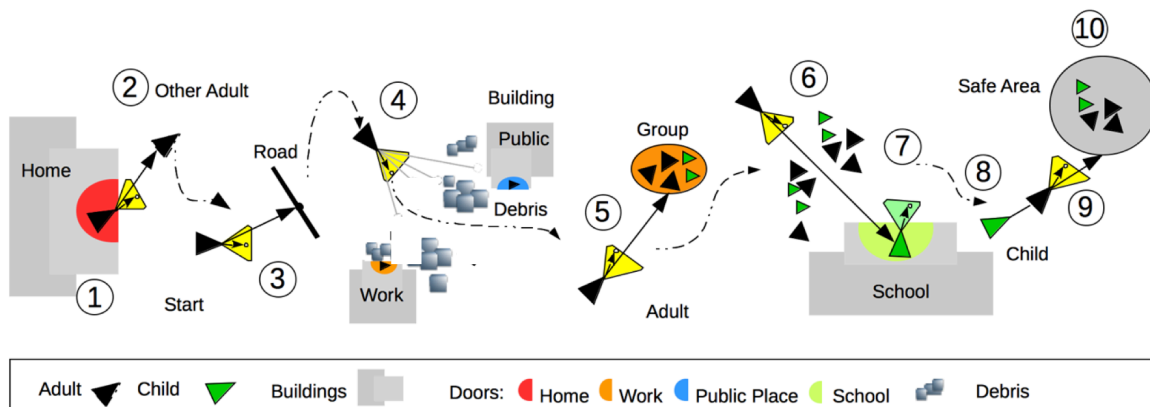 10
2 Other Adult
6
Safe Area
4
Building
Group
Public
Home
Road
7
8
Debris
5
9
3
Child
1
Start
Work
Adult
School
Adult Child Buildings Doors: Home Work Public Place School Debris